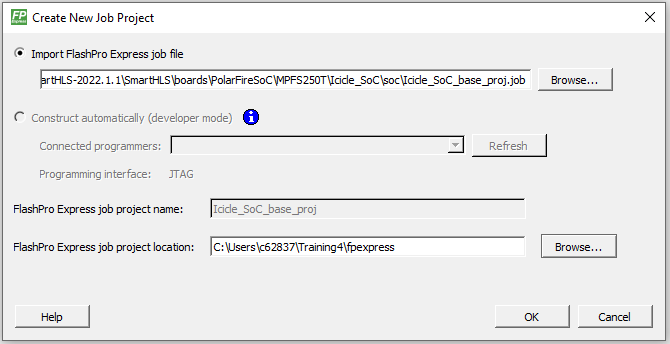 FP
Express
Create New Job Project
Import FlashPro Express job file
artHLS-2022.1.1\SmartHLS\boards\PolarFireSoC\MPFS250T\Icicle_SoC\soc\Icicle_SoC_base_proj.job
Browse...
Construct automatically (developer mode)
i
Connected programmers:
Refresh
Programming interface: JTAG
FlashPro Express job project name: Icicle_SoC_base_proj
FlashPro Express job project location: C:\Users\c62837\Training4\fpexpress Browse...
Help OK Cancel